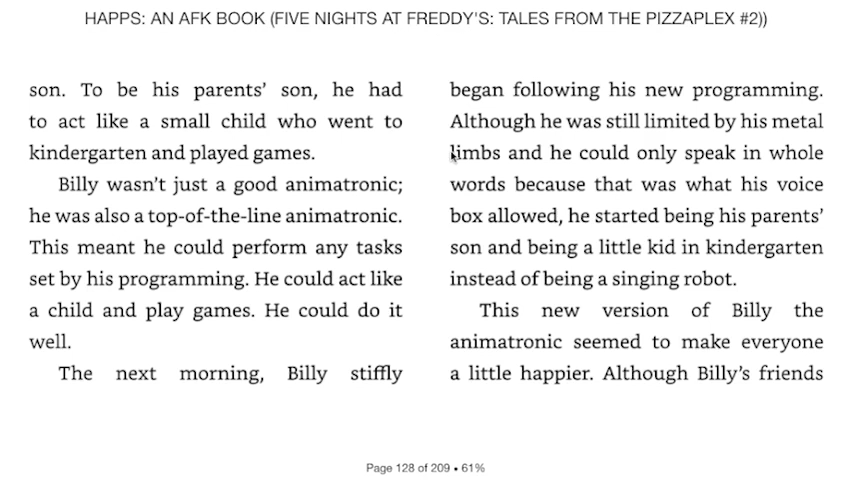 HAPPS: AN AFK BOOK (FIVE NIGHTS AT FREDDY'S: TALES FROM THE PIZZAPLEX #2))
son. To be his parents’ son, he had
to act like a small child who went to
kindergarten and played games.
Billy wasn’t just a good animatronic;
he was also a top-of-the-line animatronic.
This meant he could perform any tasks
set by his programming. He could act like
a child and play games. He could do it
well.
The next morning, Billy stiffly
began following his new programming.
Although he was still limited by his metal
limbs and he could only speak in whole
words because that was what his voice
box allowed, he started being his parents’
son and being a little kid in kindergarten
instead of being a singing robot.
This new version of Billy the
animatronic seemed to make everyone
a little happier. Although Billy’s friends
Page 128 of 209 • 61%